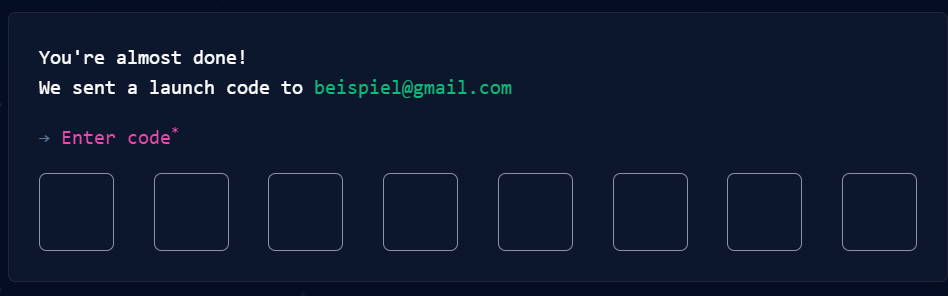 You're almost done!
We sent a launch code to beispiel@gmail.com
→ Enter code*